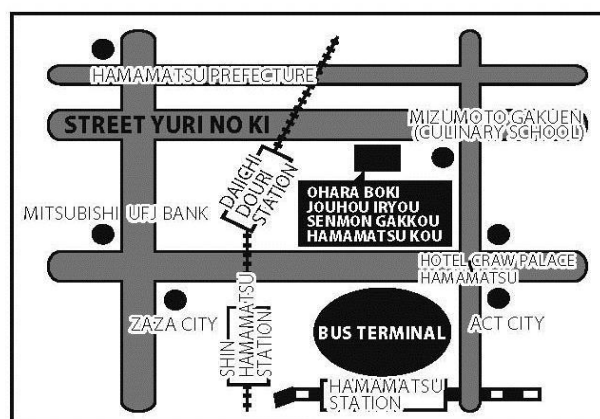 HAMAMATSU PREFECTURE
STREET YURI NO KI
MIZUMOTO GAKUEN
(CULINARY SCHOOL)
DAIICHI
DOURI
STATION
OHARA BOKI
JOUHOU IRYOU
SENMON GAKKOU
HAMAMATSU KOU
MITSUBISHI UFJ BANK
HOTEL CRAW PALACE
HAMAMATSU
ZAZA CITY
SHIN
HAMAMATSU
STATION
BUS TERMINAL
ACT CITY
HAMAMATSU
STATION